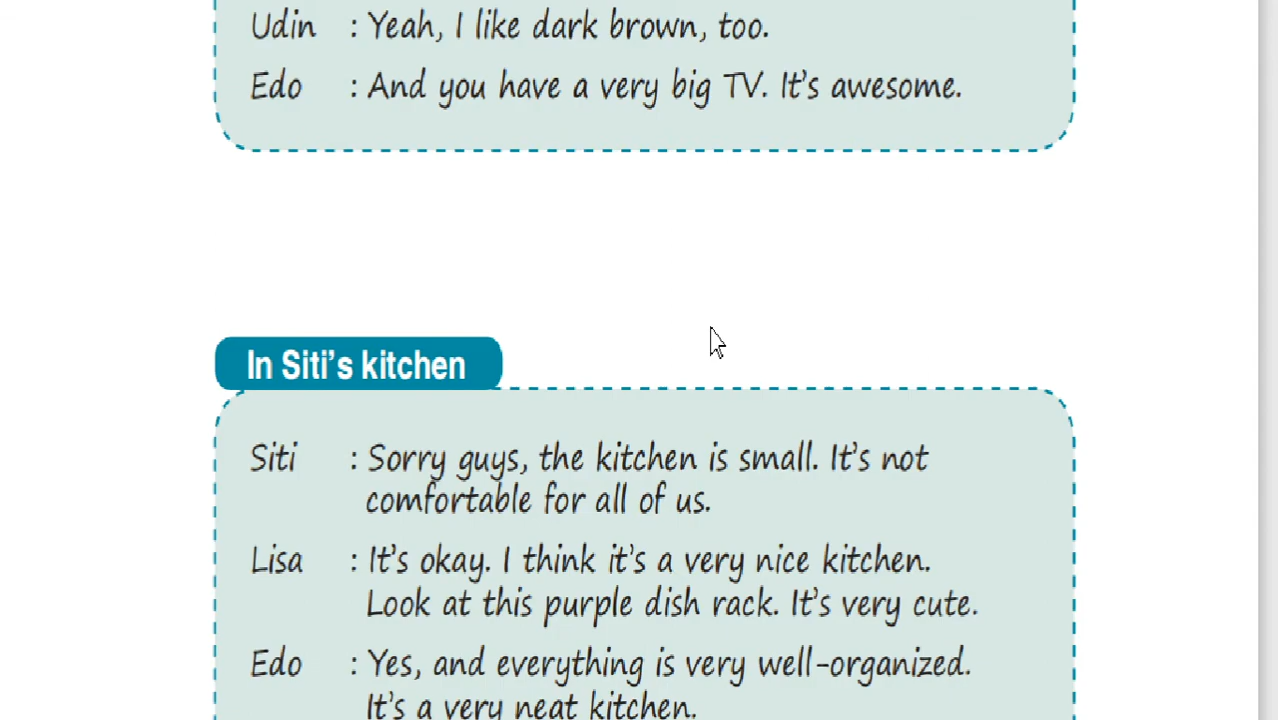 Udin : Yeah, I like dark brown, too.
Edo : And you have a very big TV. It's awesome.
In Siti's kitchen
Siti : Sorry guys, the kitchen is small. It's not
comfortable for all of us.
Lisa : It's okay. I think it's a very nice kitchen.
Look at this purple dish rack. It's very cute.
Edo : Yes, and everything is very well-organized.
It's a very neat kitchen.